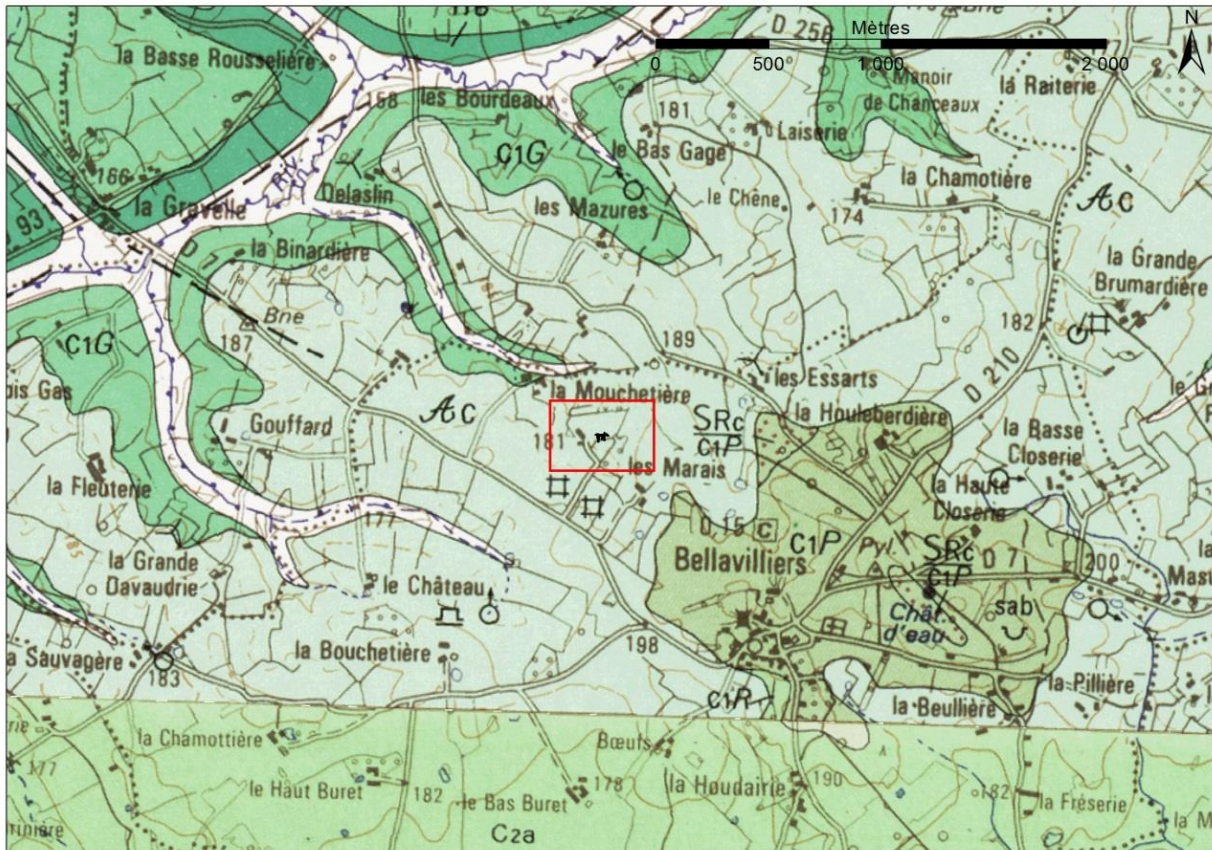 Mètres
N
0 500 1 000 2 000
D 256
la Basse Rousselière
158
les Bourdeaux
181
Manoir
de Chanceaux
la Raiterie
Laiserie
C1G
le Bas Gage
166
la Gravelle
Delaslin
le Chêne
174
la Chamotière
AC
931
les Mazures
la Binardière
D
la Grande
Brumardière
Bne
187
182
C1G
189
D 210
les Essarts
la Mouchetière
la Houleberdière
Gouffard
AC
181
SRc
C1P
la Basse
Closerie
les Marais
la Fleuterie
la Haute
Closerie
177
D 15 C
C1P
Bellavilliers
Pyl.
SRc
C1P
D 7
200
la Grande
Davaudrie
le Château
Chât.
d'eau
sab
la Bouchetière
198
la Sauvagère
183
C1R
la Pillière
la Beullière
la Chamottière
Bœufs
177
le Haut Buret
182
le Bas Buret
178
la Houdairie
190
182
la Fréserie
C2a